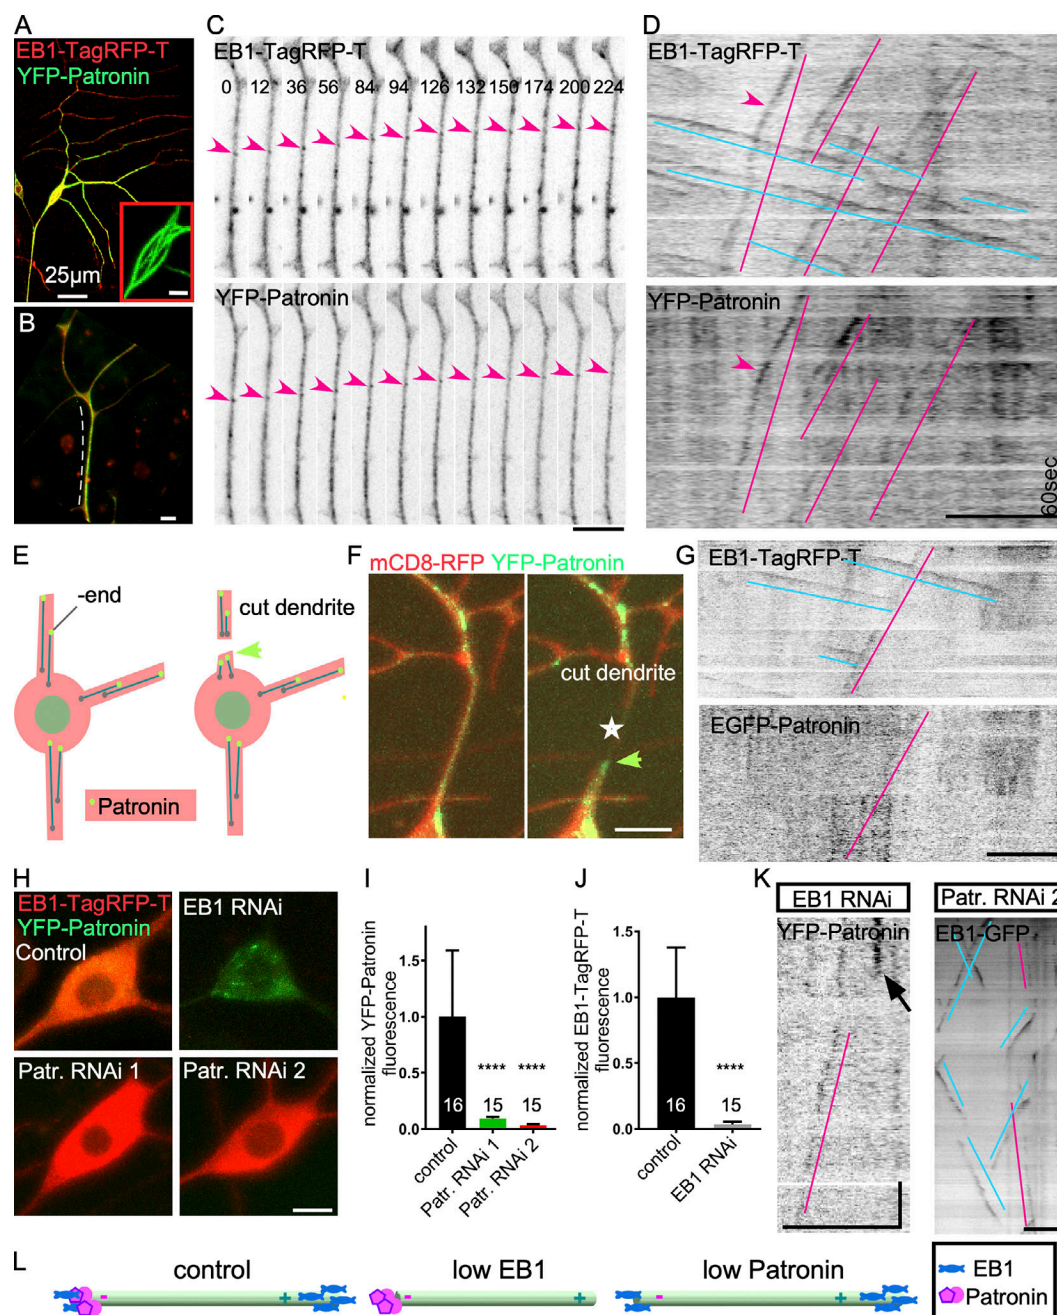 A
EB1-TagRFP-T
YFP-Patronin
25µm
B
C
EB1-TagRFP-T
0 12 36 56 84 94 126 132 150 174 200 224
YFP-Patronin
D
EB1-TagRFP-T
YFP-Patronin
60sec
E
-end
cut dendrite
Patronin
F
mCD8-RFP YFP-Patronin
cut dendrite
G
EB1-TagRFP-T
EGFP-Patronin
H
EB1-TagRFP-T
YFP-Patronin
Control
EB1 RNAi
Patr. RNAi 1
Patr. RNAi 2
I
normalized YFP-Patronin
fluorescence
1.5
1.0
0.5
0.0
**** ****
16 15 15
control
Patr. RNAi 1
Patr. RNAi 2
J
normalized EB1-TagRFP-T
fluorescence
1.5
1.0
0.5
0.0
****
16 15
control
EB1 RNAi
K
EB1 RNAi
YFP-Patronin
Patr. RNAi 2
EB1-GFP
L
control
low EB1
low Patronin
- +
- +
- +
EB1
Patronin